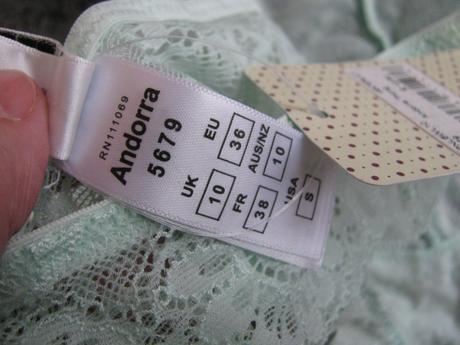 RN111069
Andorra
5679
EU 36 AUS/NZ 10
UK 10 FR 38 USA S